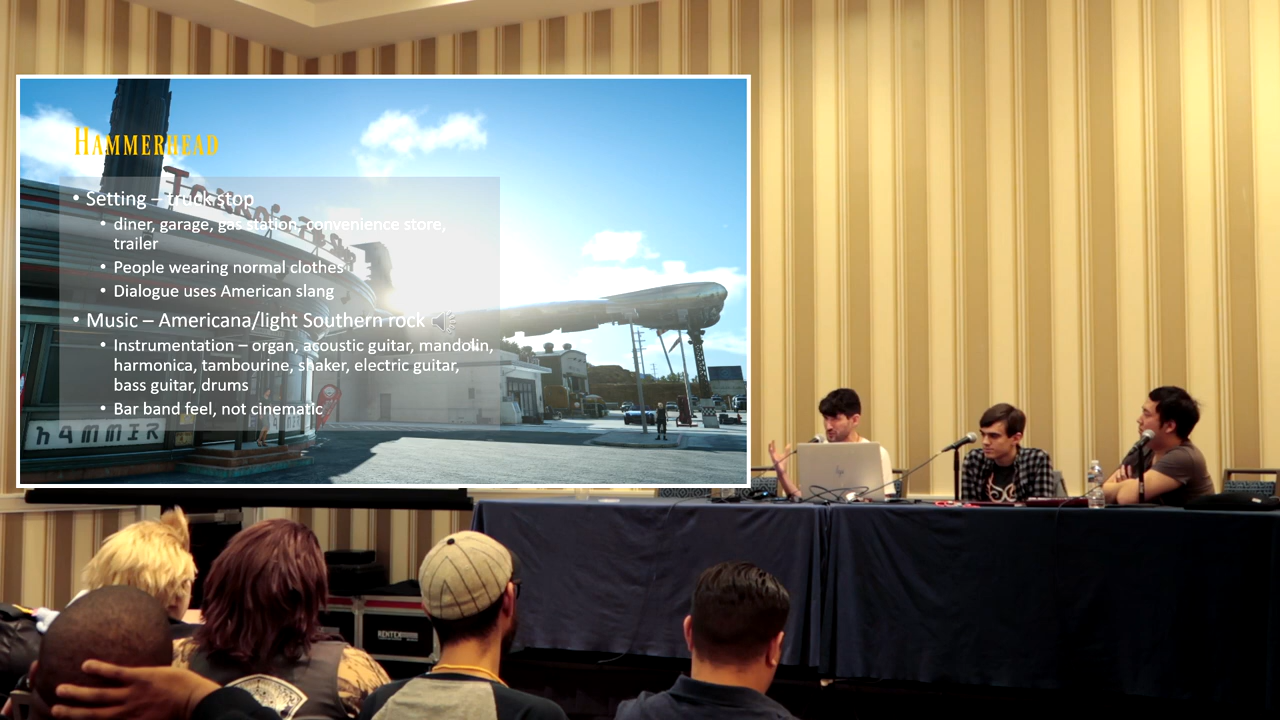 HAMMERHEAD
• Setting – truck stop
• diner, garage, gas station, convenience store,
trailer
• People wearing normal clothes
• Dialogue uses American slang
• Music – Americana/light Southern rock
• Instrumentation – organ, acoustic guitar, mandolin,
harmonica, tambourine, shaker, electric guitar,
bass guitar, drums
• Bar band feel, not cinematic
HAMMER
hp
RENTEX